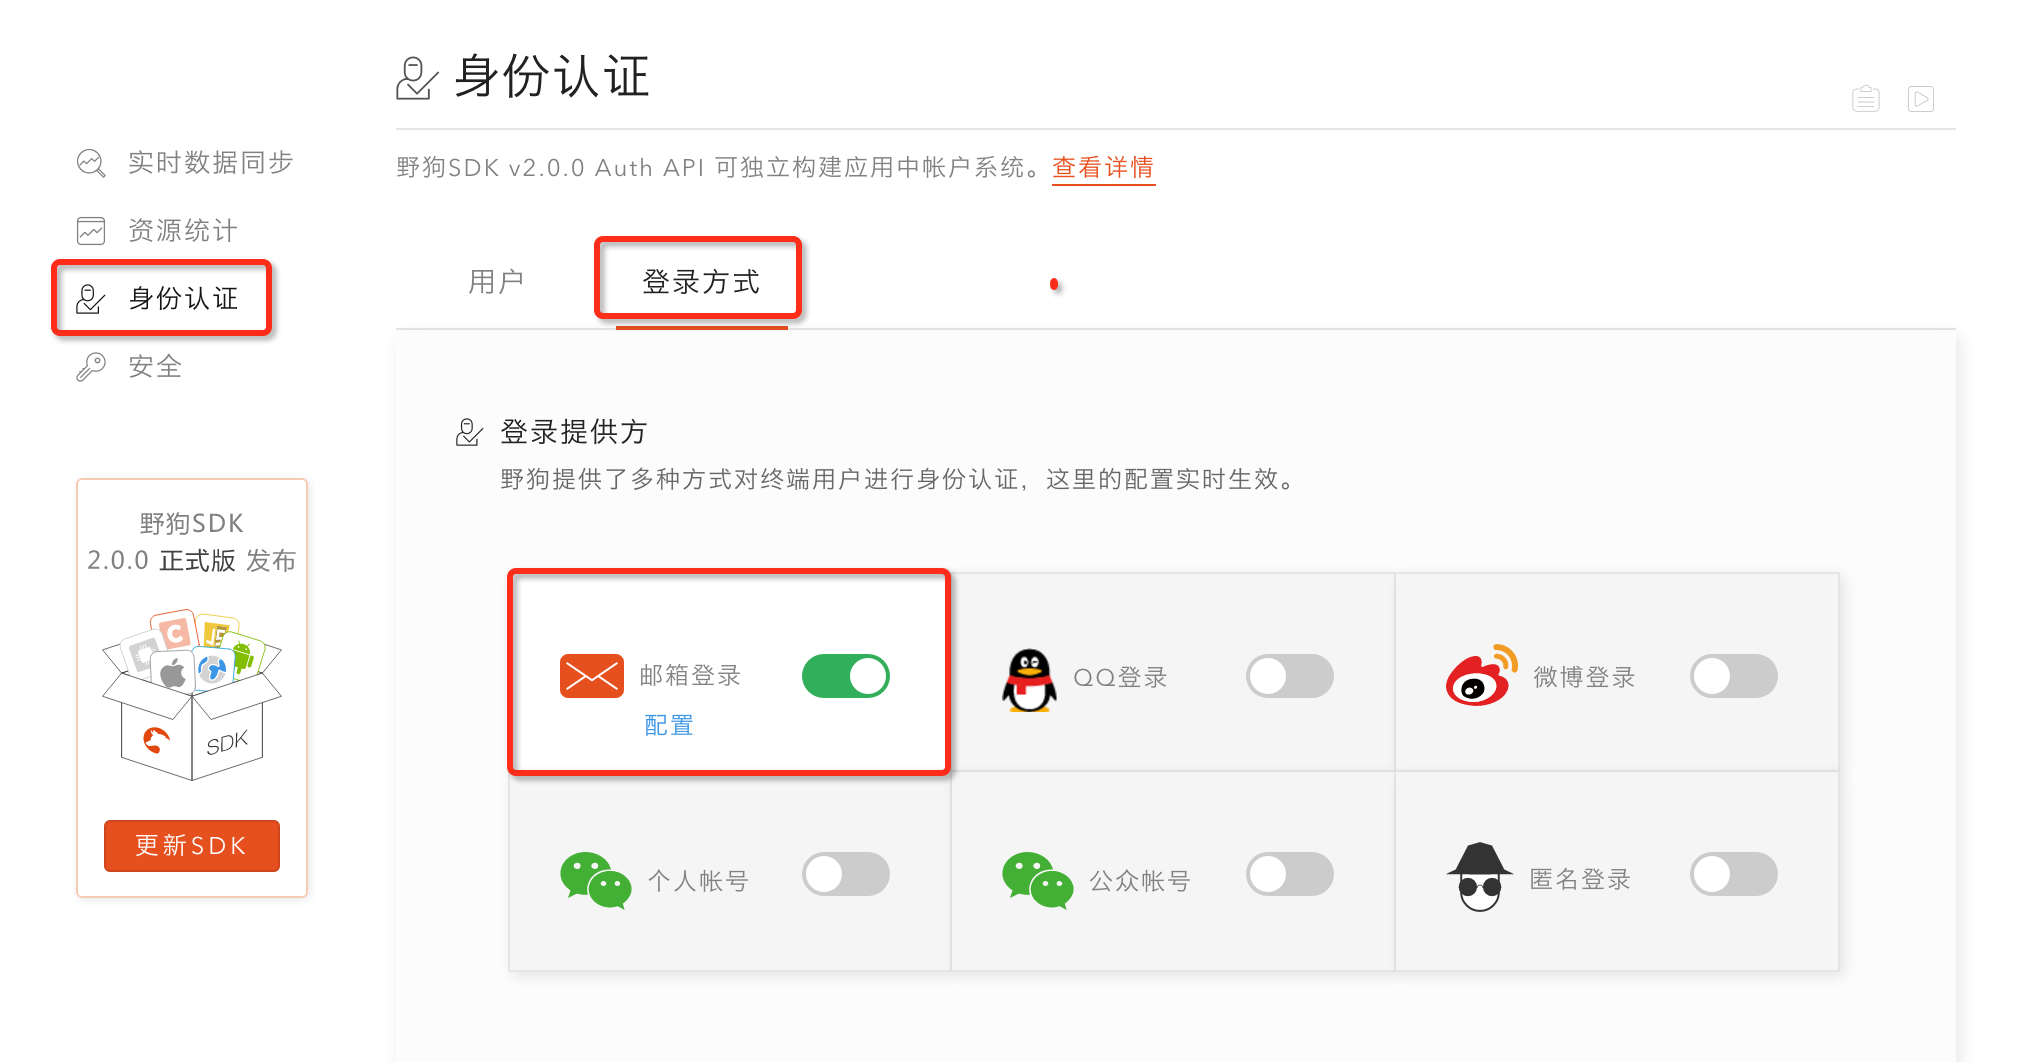 身份认证
实时数据同步
资源统计
身份认证
安全
野狗SDK v2.0.0 Auth API 可独立构建应用中帐户系统。查看详情
用户
登录方式
登录提供方
野狗提供了多种方式对终端用户进行身份认证，这里的配置实时生效。
野狗SDK
2.0.0 正式版 发布
C
JS
SDK
更新SDK
邮箱登录
配置
QQ登录
微博登录
个人帐号
公众帐号
匿名登录